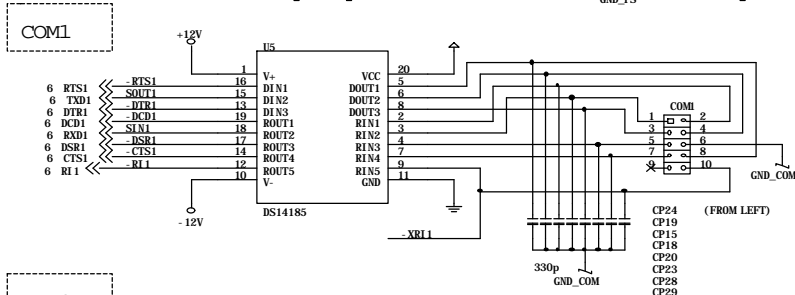 GND_PS
COM1
+12V
U5
6 RTS1 -RTS1 16 DIN1
6 TXD1 SOUT1 15 DIN2
6 DTR1 -DTR1 13 DIN3
6 DCD1 -DCD1 19 ROUT1
6 RXD1 SIN1 18 ROUT2
6 DSR1 -DSR1 17 ROUT3
6 CTS1 -CTS1 14 ROUT4
6 RI1 -RI1 12 ROUT5
1 V+
10 V-
VCC 20
DOUT1 5
DOUT2 6
DOUT3 8
RIN1 2
RIN2 3
RIN3 4
RIN4 7
RIN5 9
GND 11
-12V
DS14185
COM1
1 2
3 4
5 6
7 8
9 10
GND_COM
-XRI1
330p
GND_COM
CP24 (FROM LEFT)
CP19
CP15
CP18
CP20
CP23
CP28
CP29